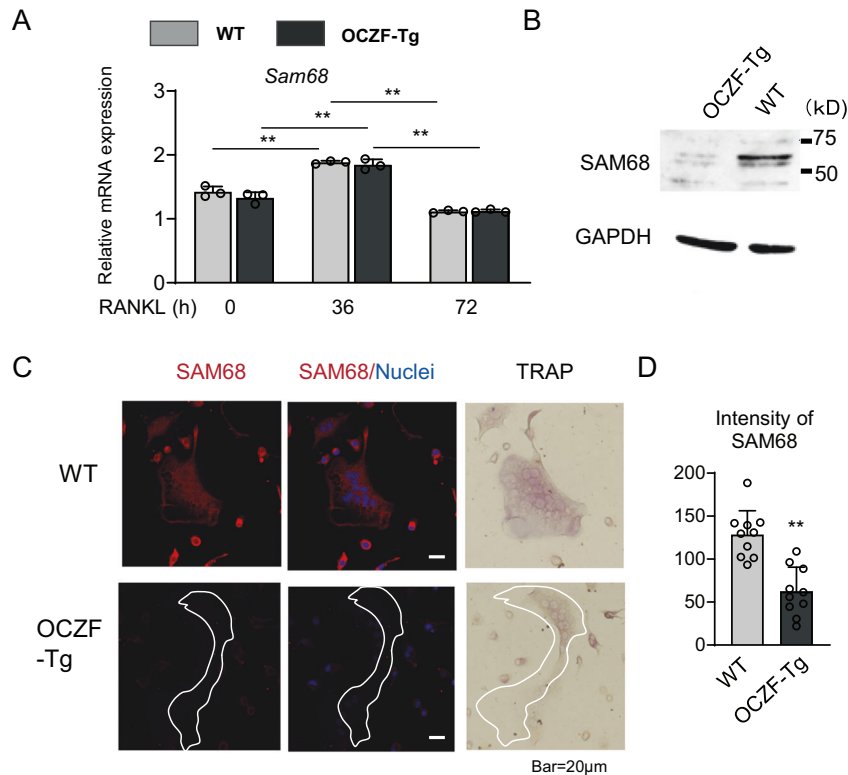 A
WT
OCZF-Tg
Sam68
Relative mRNA expression
3
2
1
0
**
**
**
**
RANKL (h)
0
36
72
B
OCZF-Tg
WT
(kD)
75
50
SAM68
GAPDH
C
SAM68
SAM68/Nuclei
TRAP
WT
OCZF
-Tg
Bar=20μm
D
Intensity of
SAM68
200
150
100
50
0
**
WT
OCZF-Tg